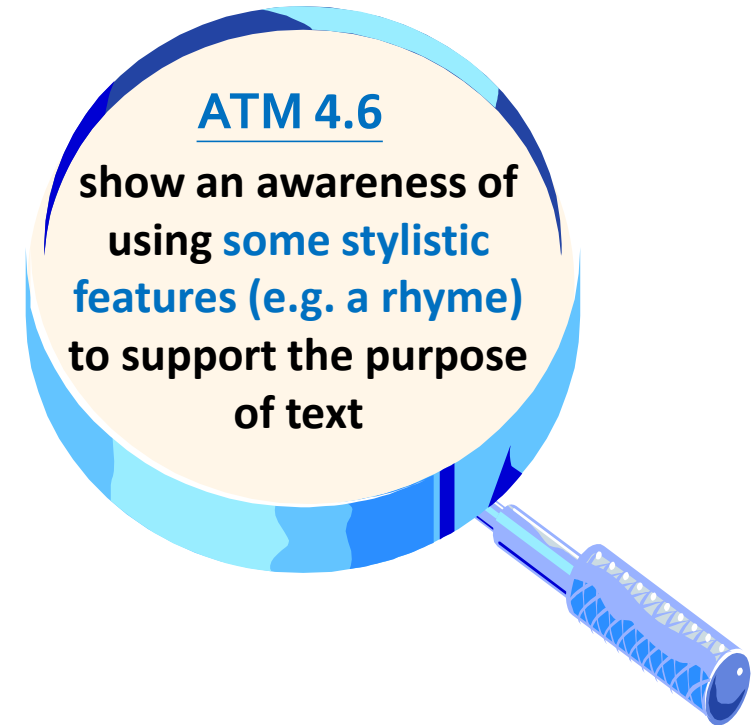 ATM 4.6
show an awareness of
using some stylistic
features (e.g. a rhyme)
to support the purpose
of text